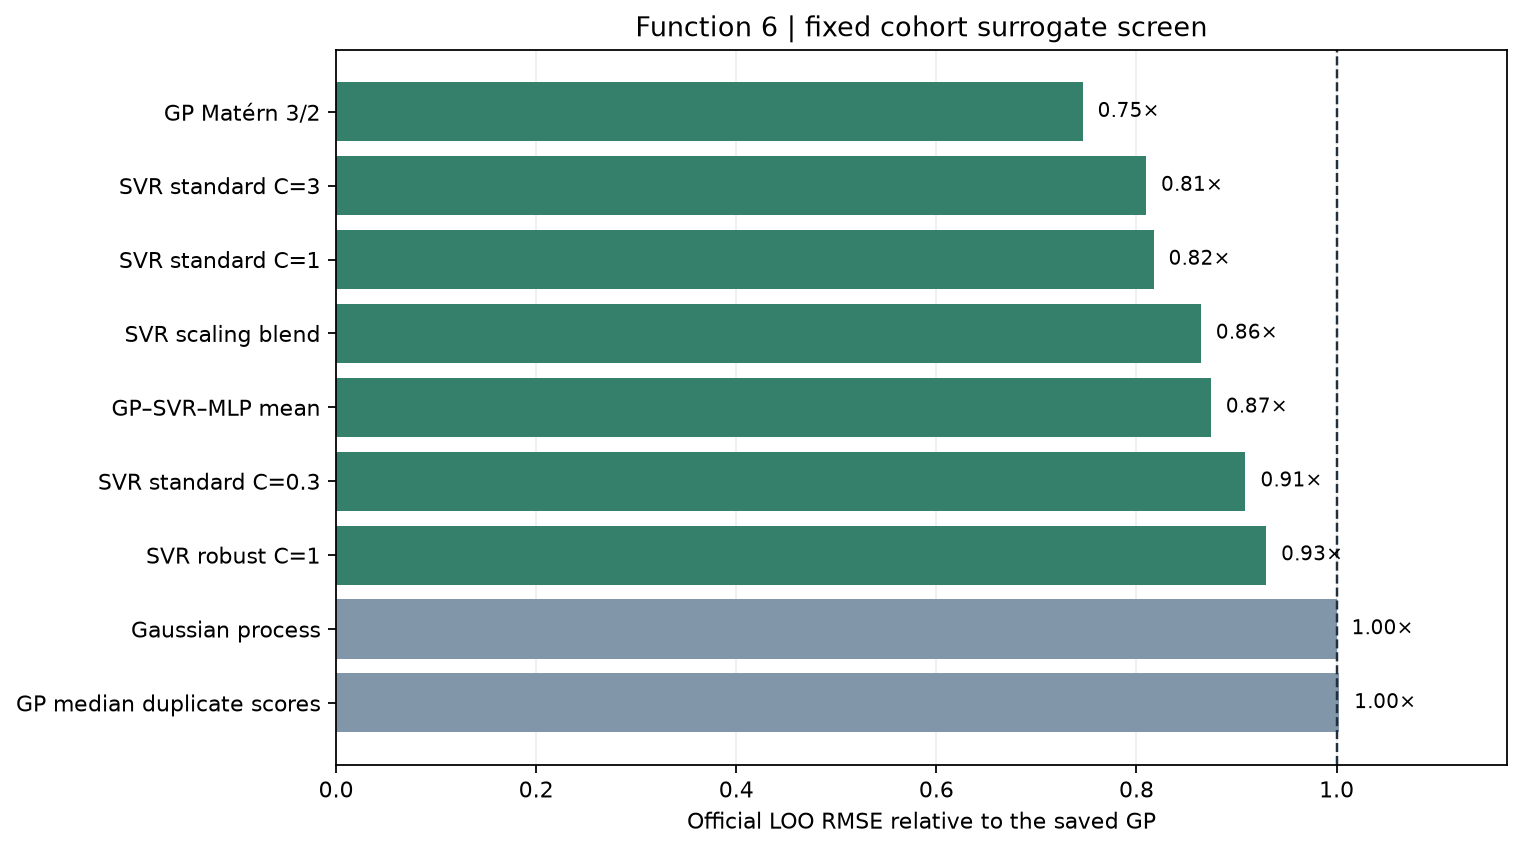 Function 6 | fixed cohort surrogate screen
GP Matérn 3/2
0.75×
SVR standard C=3
0.81×
SVR standard C=1
0.82×
SVR scaling blend
0.86×
GP–SVR–MLP mean
0.87×
SVR standard C=0.3
0.91×
SVR robust C=1
0.93×
Gaussian process
1.00×
GP median duplicate scores
1.00×
0.0 0.2 0.4 0.6 0.8 1.0
Official LOO RMSE relative to the saved GP